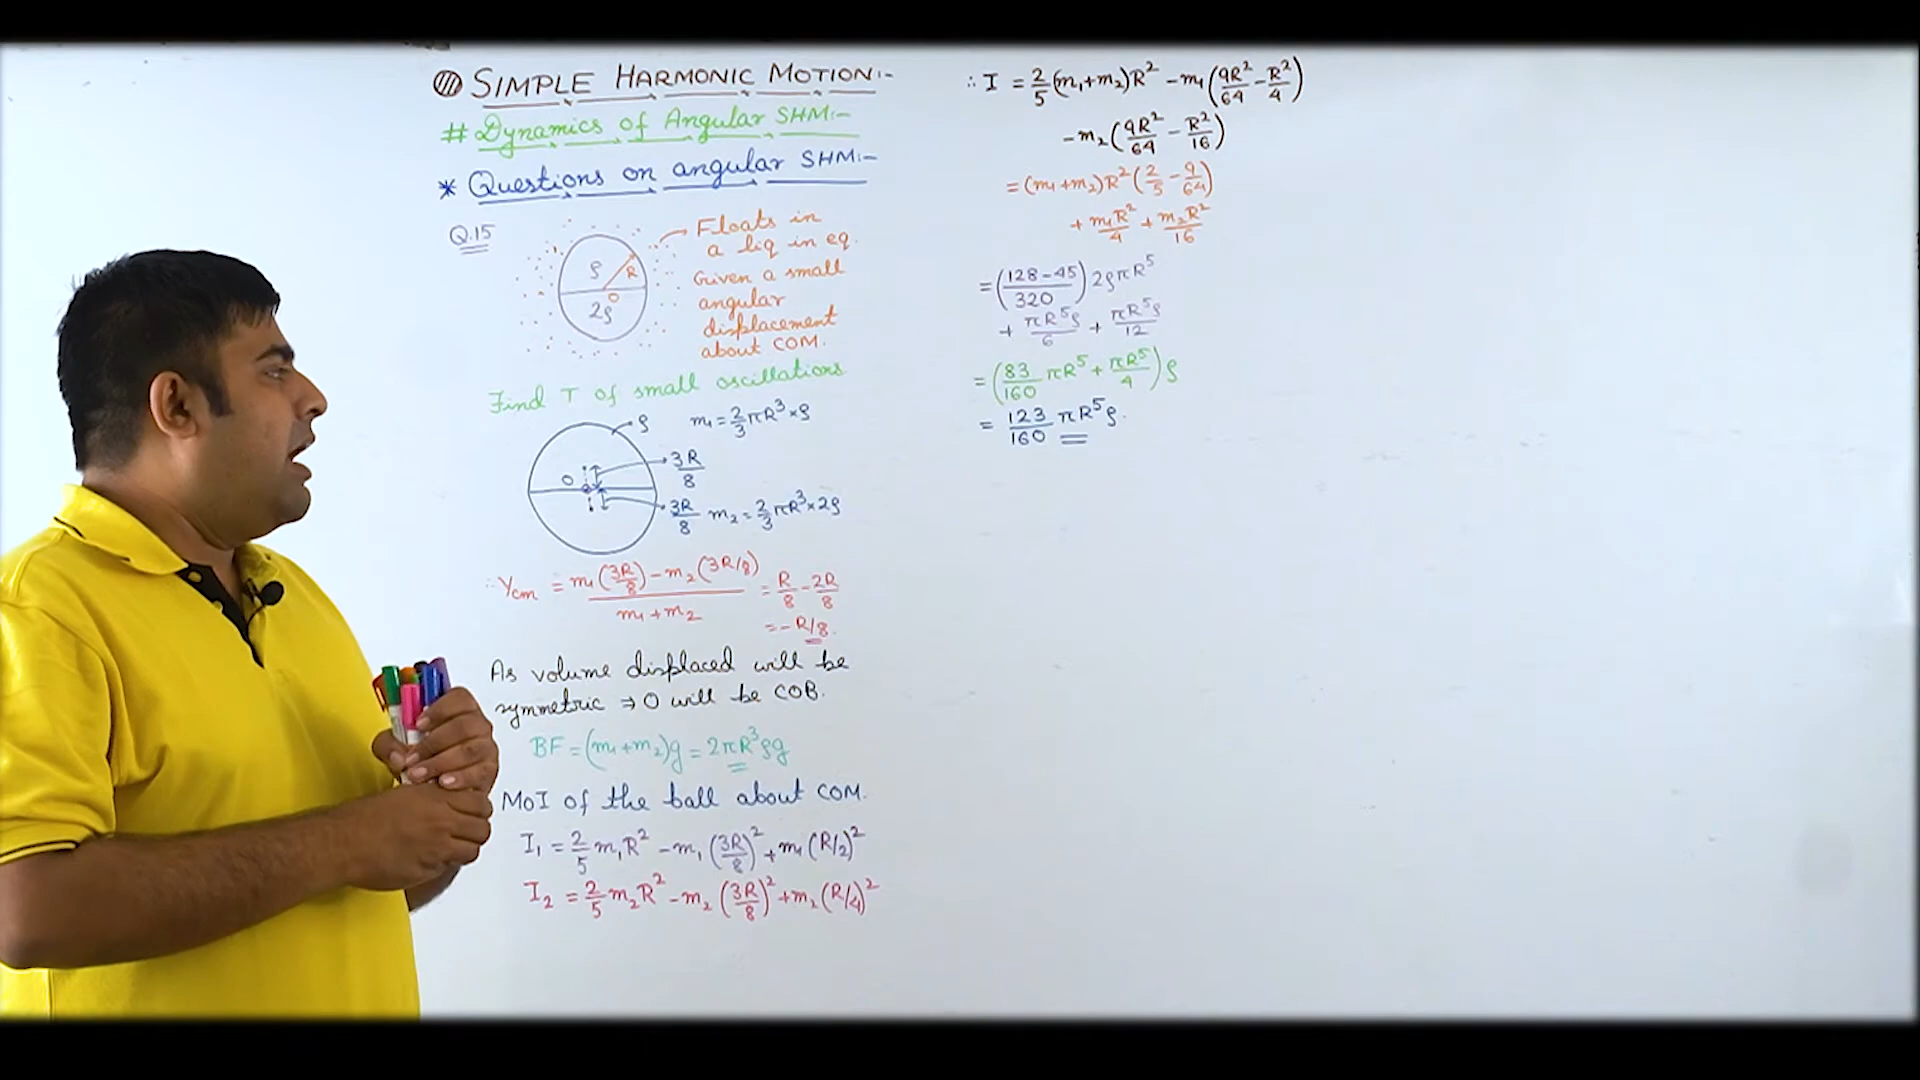 SIMPLE HARMONIC MOTION:-
# Dynamics of Angular SHM:-
* Questions on angular SHM:-
Q.15
ρ
R
O
2ρ
Floats in
a liq in eq.
Given a small
angular
displacement
about COM.
Find T of small oscillations
ρ
m₁ = 2/3 πR³ × ρ
O
3R/8
3R/8
m₂ = 2/3 πR³ × 2ρ
∴ Ycm = (m₁(3R/8) - m₂(3R/8))/(m₁+m₂) = R/8 - 2R/8
= -R/8.
As volume displaced will be
symmetric ⇒ O will be COB.
BF = (m₁+m₂)g = 2πR³ρg
MoI of the ball about COM.
I₁ = 2/5 m₁R² - m₁(3R/8)² + m₁(R/2)²
I₂ = 2/5 m₂R² - m₂(3R/8)² + m₂(R/4)²
∴ I = 2/5 (m₁+m₂)R² - m₁(9R²/64 - R²/4)
- m₂(9R²/64 - R²/16)
= (m₁+m₂)R²(2/5 - 9/64)
+ m₁R²/4 + m₂R²/16
= ((128-45)/320) 2ρπR⁵
+ πR⁵ρ/6 + πR⁵ρ/12
= (83/160 πR⁵ + πR⁵/4)ρ
= 123/160 πR⁵ρ.